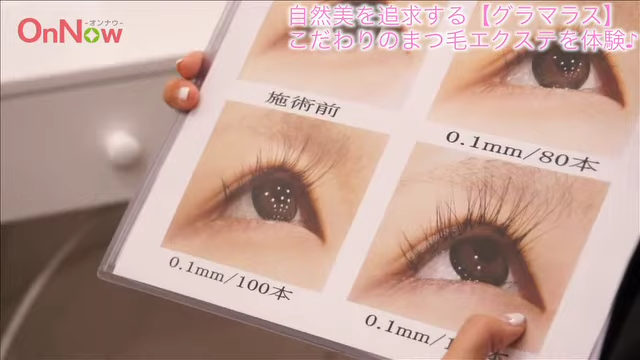 -オンナウ-
OnNow
自然美を追求する【グラマラス】
こだわりのまつ毛エクステを体験♪
施術前
0.1mm/80本
0.1mm/100本
0.1mm/1